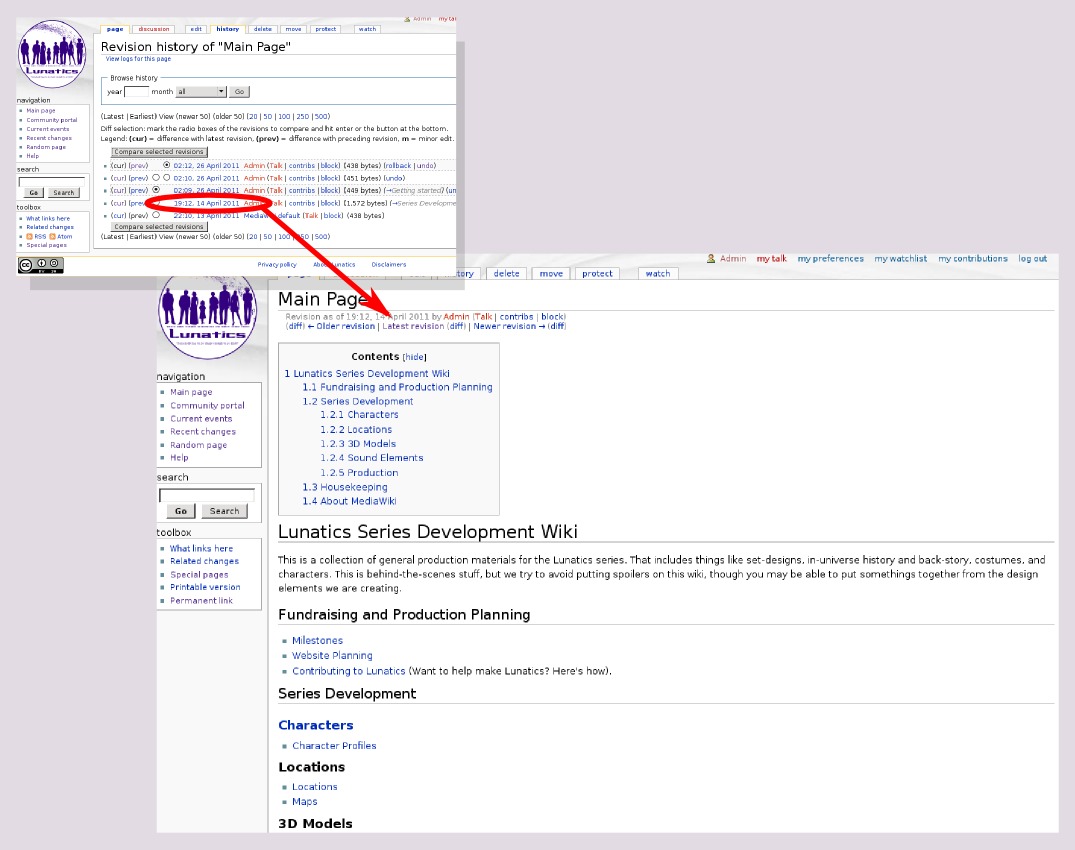 Admin my tal
page discussion edit history delete move protect watch
Revision history of "Main Page"
View logs for this page
Browse history
year month all Go
(Latest | Earliest) View (newer 50) (older 50) (20 | 50 | 100 | 250 | 500)
Diff selection: mark the radio boxes of the revisions to compare and hit enter or the button at the bottom.
Legend: (cur) = difference with latest revision, (prev) = difference with preceding revision, m = minor edit.
Compare selected revisions
(cur) (prev) 02:12, 26 April 2011 Admin (Talk | contribs | block) (438 bytes) (rollback | undo)
(cur) (prev) 02:10, 26 April 2011 Admin (Talk | contribs | block) (451 bytes) (undo)
(cur) (prev) 02:09, 26 April 2011 Admin (Talk | contribs | block) (449 bytes) (→Getting started) (un
(cur) (prev) 19:12, 14 April 2011 Admin (Talk | contribs | block) (1,572 bytes) (→Series Developme
(cur) (prev) 22:10, 13 April 2011 MediaWiki default (Talk | block) (438 bytes)
Compare selected revisions
(Latest | Earliest) View (newer 50) (older 50) (20 | 50 | 100 | 250 | 500)
Lunatics
navigation
Main page
Community portal
Current events
Recent changes
Random page
Help
search
Go Search
toolbox
What links here
Related changes
RSS Atom
Special pages
Privacy policy About Lunatics Disclaimers
Admin my talk my preferences my watchlist my contributions log out
story delete move protect watch
Lunatics
navigation
Main page
Community portal
Current events
Recent changes
Random page
Help
search
Go Search
toolbox
What links here
Related changes
Special pages
Printable version
Permanent link
Main Page
Revision as of 19:12, 14 April 2011 by Admin (Talk | contribs | block)
(diff) ← Older revision | Latest revision (diff) | Newer revision → (diff)
Contents [hide]
1 Lunatics Series Development Wiki
1.1 Fundraising and Production Planning
1.2 Series Development
1.2.1 Characters
1.2.2 Locations
1.2.3 3D Models
1.2.4 Sound Elements
1.2.5 Production
1.3 Housekeeping
1.4 About MediaWiki
Lunatics Series Development Wiki
This is a collection of general production materials for the Lunatics series. That includes things like set-designs, in-universe history and back-story, costumes, and
characters. This is behind-the-scenes stuff, but we try to avoid putting spoilers on this wiki, though you may be able to put somethings together from the design
elements we are creating.
Fundraising and Production Planning
Milestones
Website Planning
Contributing to Lunatics (Want to help make Lunatics? Here's how).
Series Development
Characters
Character Profiles
Locations
Locations
Maps
3D Models